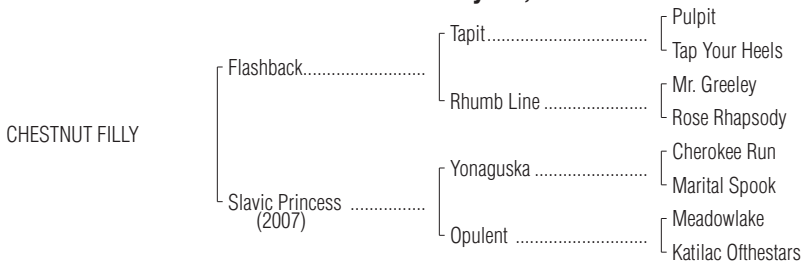 Pulpit
Tapit..................................
Tap Your Heels
Flashback..........................
Mr. Greeley
Rhumb Line ......................
Rose Rhapsody
CHESTNUT FILLY
Cherokee Run
Yonaguska ........................
Marital Spook
Slavic Princess ................
(2007)
Meadowlake
Opulent ............................
Katilac Ofthestars